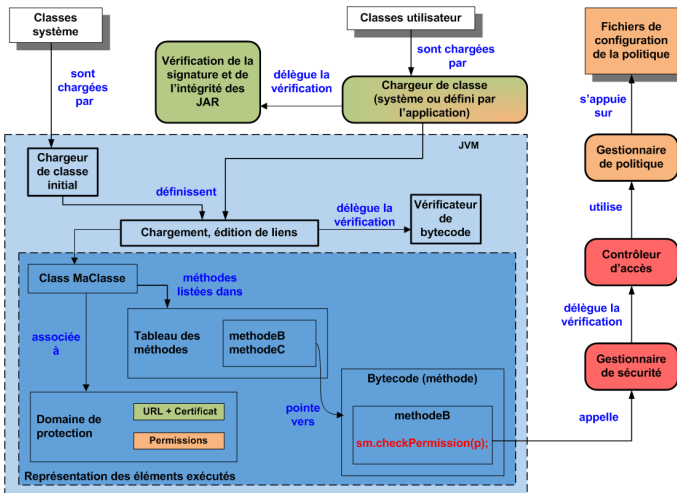 Classes
système
Classes utilisateur
Fichiers de
configuration
de la politique
sont
chargées
par
Vérification de la
signature et de
l'intégrité des
JAR
délègue la
vérification
sont chargées
par
Chargeur de classe
(système ou défini par
l'application)
s'appuie
sur
JVM
Chargeur
de classe
initial
Gestionnaire
de politique
définissent
délègue la
vérification
Vérificateur
de
bytecode
utilise
Chargement, édition de liens
Contrôleur
d'accès
Class MaClasse
méthodes
listées dans
délègue la
vérification
associée
à
Tableau des
méthodes
methodeB
methodeC
Gestionnaire
de sécurité
Bytecode (méthode)
Domaine de
protection
URL + Certificat
Permissions
pointe
vers
methodeB
sm.checkPermission(p);
appelle
Représentation des éléments exécutés